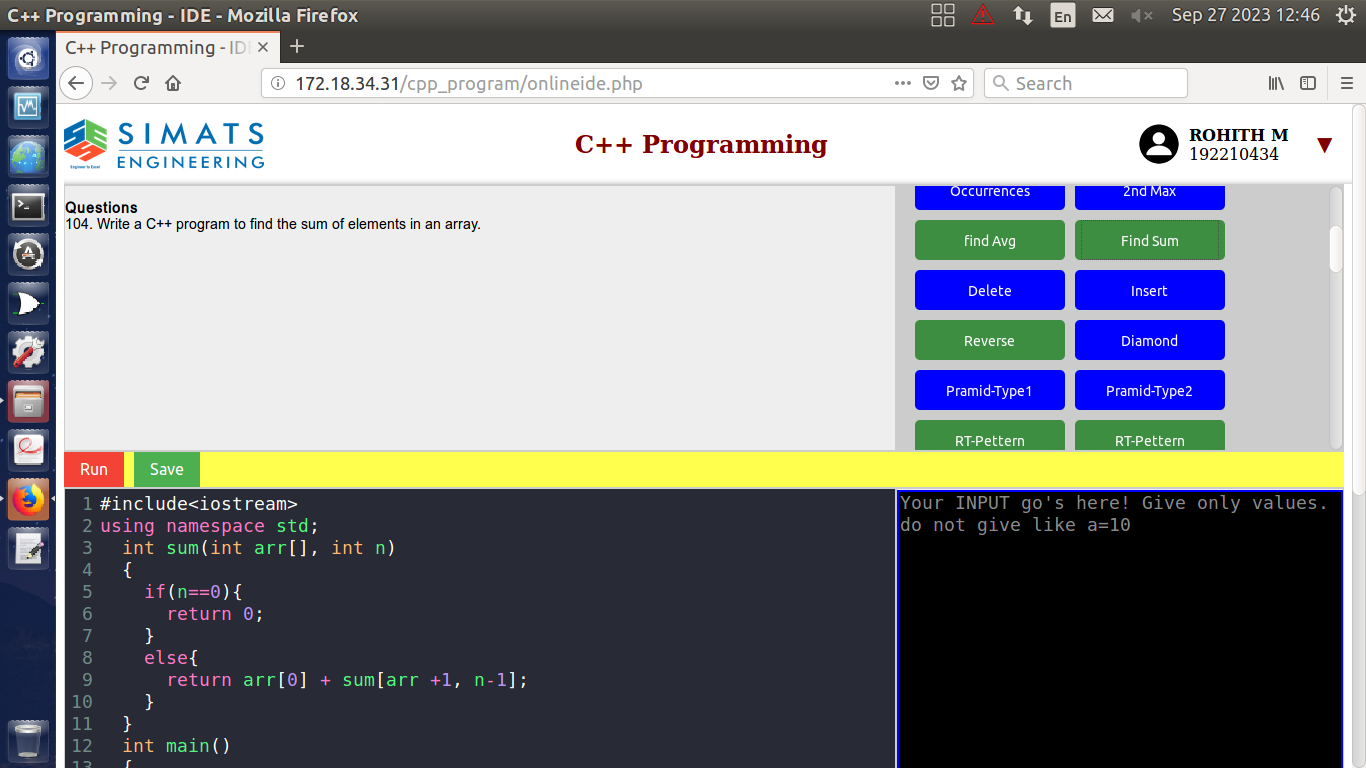 C++ Programming - IDE - Mozilla Firefox
En
Sep 27 2023 12:46
C++ Programming - IDE
172.18.34.31/cpp_program/onlineide.php
Search
SIMATS
ENGINEERING
Engineer to Excel
C++ Programming
ROHITH M
192210434
Questions
104. Write a C++ program to find the sum of elements in an array.
Occurrences
2nd Max
find Avg
Find Sum
Delete
Insert
Reverse
Diamond
Pramid-Type1
Pramid-Type2
RT-Pettern
RT-Pettern
Run
Save
1 #include<iostream>
2 using namespace std;
3 int sum(int arr[], int n)
4 {
5 if(n==0){
6 return 0;
7 }
8 else{
9 return arr[0] + sum[arr +1, n-1];
10 }
11 }
12 int main()
13 {
Your INPUT go's here! Give only values.
do not give like a=10